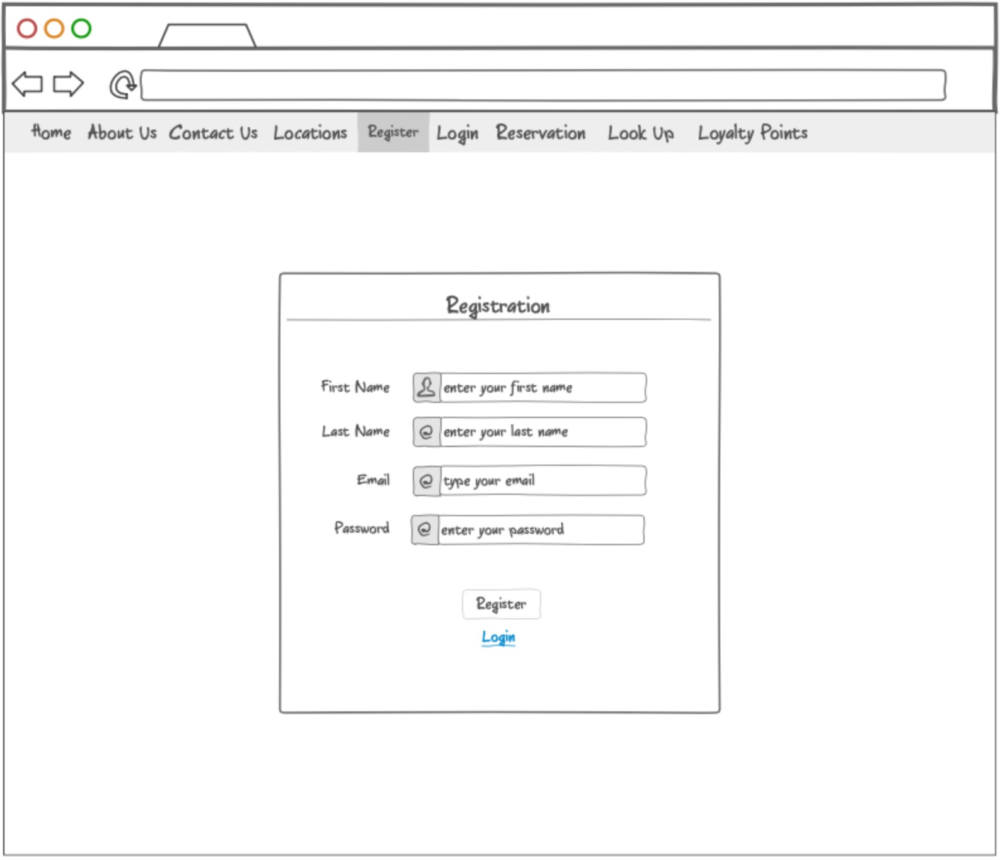 Home About Us Contact Us Locations Register Login Reservation Look Up Loyalty Points
Registration
First Name enter your first name
Last Name enter your last name
Email type your email
Password enter your password
Register
Login